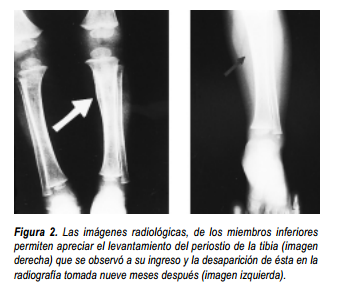 Figura 2. Las imágenes radiológicas, de los miembros inferiores
permiten apreciar el levantamiento del periostio de la tibia (imagen
derecha) que se observó a su ingreso y la desaparición de ésta en la
radiografía tomada nueve meses después (imagen izquierda).